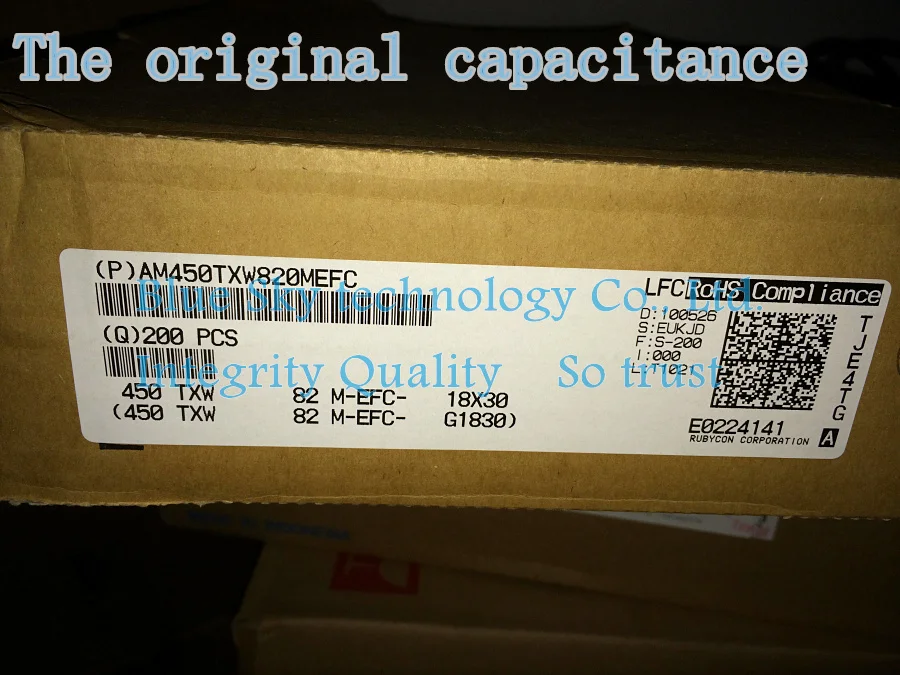 The original capacitance
(P)AM450TXW820MEFC
LFC RoHS Compliance
Blue Sky technology Co., Ltd.
D:100526
S:EUKJD
(Q)200 PCS
F:S-200
I:000
L:T1021
Integrity Quality So trust
450 TXW 82 M-EFC- 18X30
(450 TXW 82 M-EFC- G1830)
TJE4TG
E0224141
RUBYCON CORPORATION A